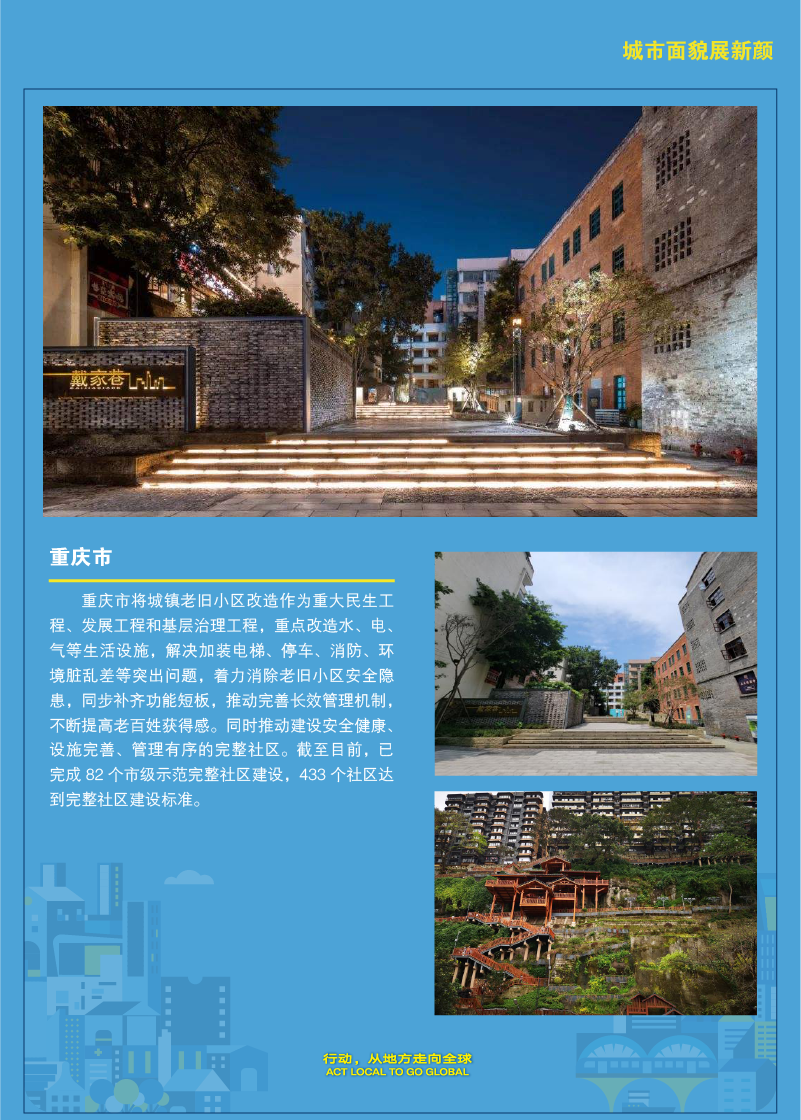 城市面貌展新颜
戴家巷
重庆市
重庆市将城镇老旧小区改造作为重大民生工
程、发展工程和基层治理工程，重点改造水、电、
气等生活设施，解决加装电梯、停车、消防、环
境脏乱差等突出问题，着力消除老旧小区安全隐
患，同步补齐功能短板，推动完善长效管理机制，
不断提高老百姓获得感。同时推动建设安全健康、
设施完善、管理有序的完整社区。截至目前，已
完成 82 个市级示范完整社区建设，433 个社区达
到完整社区建设标准。
行动，从地方走向全球
ACT LOCAL TO GO GLOBAL